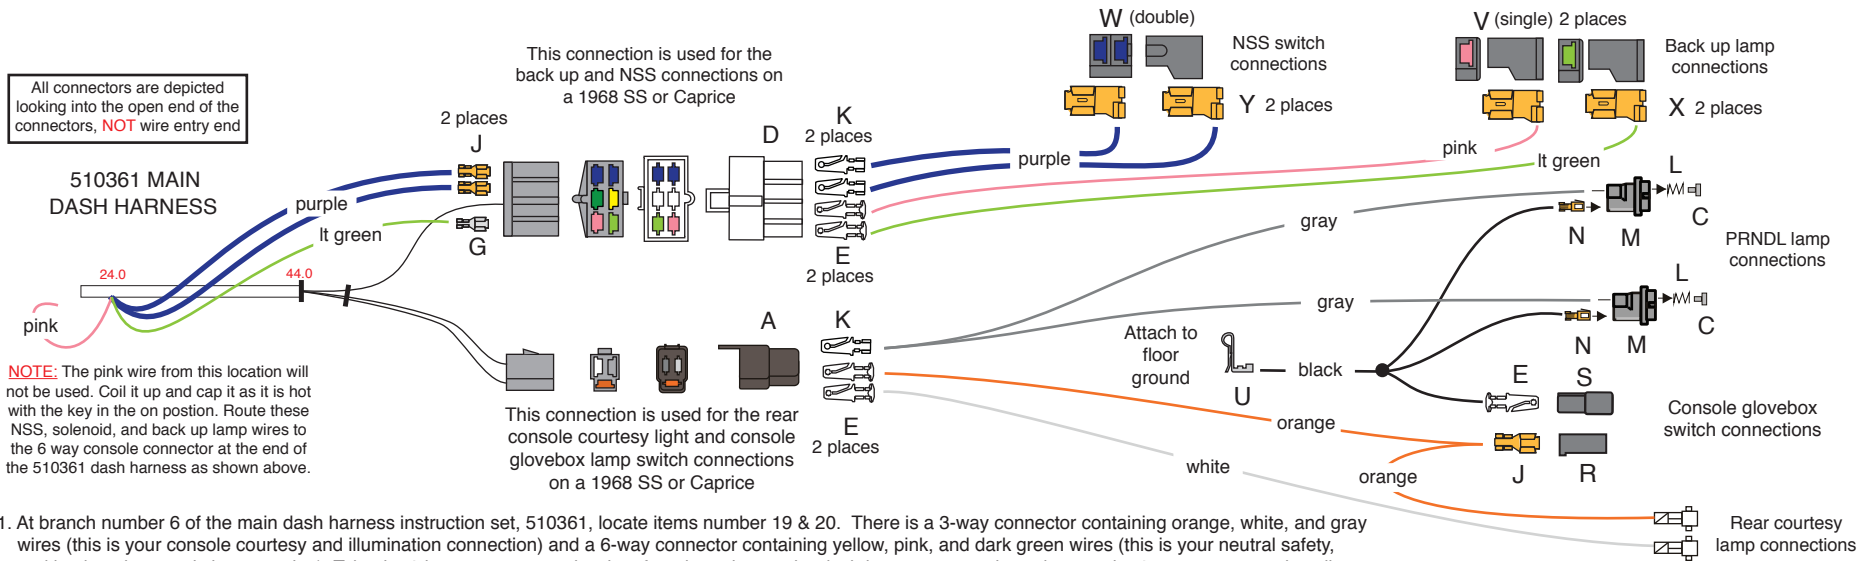 All connectors are depicted
looking into the open end of the
connectors, NOT wire entry end
510361 MAIN
DASH HARNESS
This connection is used for the
back up and NSS connections on
a 1968 SS or Caprice
2 places
J
G
D
K
2 places
E
2 places
purple
lt green
24.0
44.0
pink
NOTE: The pink wire from this location will
not be used. Coil it up and cap it as it is hot
with the key in the on postion. Route these
NSS, solenoid, and back up lamp wires to
the 6 way console connector at the end of
the 510361 dash harness as shown above.
A
K
E
2 places
This connection is used for the rear
console courtesy light and console
glovebox lamp switch connections
on a 1968 SS or Caprice
W (double)
NSS switch
connections
Y 2 places
V (single) 2 places
Back up lamp
connections
X 2 places
purple
pink
lt green
gray
gray
L
C
N
M
PRNDL lamp
connections
L
C
N
M
Attach to
floor
ground
U
black
E
S
Console glovebox
switch connections
J
R
orange
orange
white
Rear courtesy
lamp connections
1. At branch number 6 of the main dash harness instruction set, 510361, locate items number 19 & 20. There is a 3-way connector containing orange, white, and gray
wires (this is your console courtesy and illumination connection) and a 6-way connector containing yellow, pink, and dark green wires (this is your neutral safety,